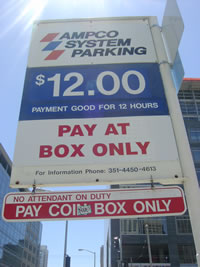 AMPCO
SYSTEM
PARKING
$12.00
PAYMENT GOOD FOR 12 HOURS
PAY AT
BOX ONLY
For Information Phone: 351-4450-4613
NO ATTENDANT ON DUTY
PAY COI BOX ONLY